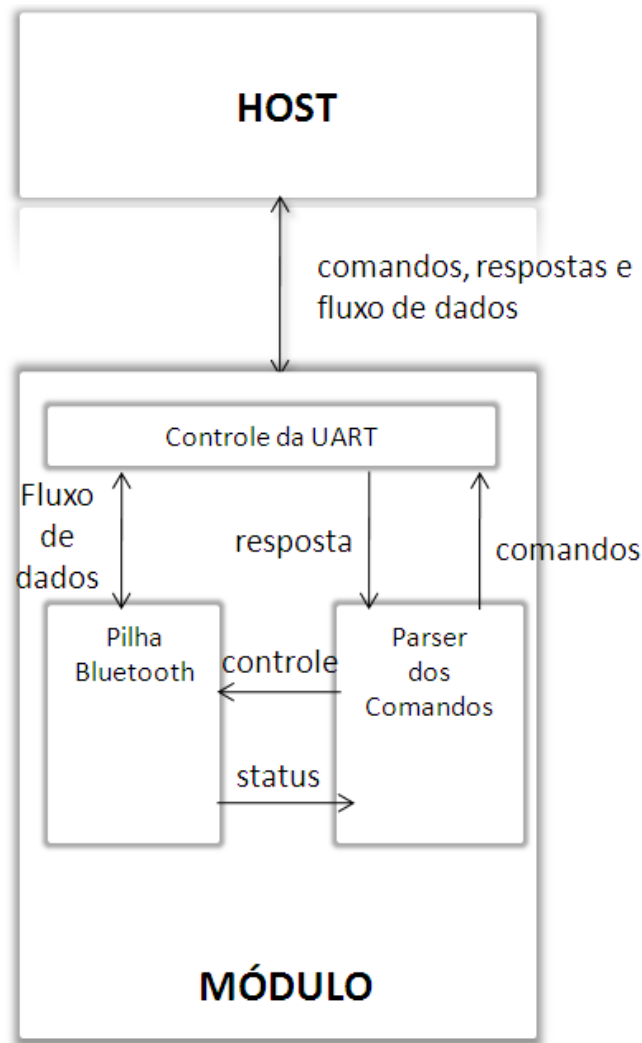 HOST
comandos, respostas e
fluxo de dados
Controle da UART
Fluxo
de
dados
resposta
comandos
Pilha
Bluetooth
controle
Parser
dos
Comandos
status
MÓDULO